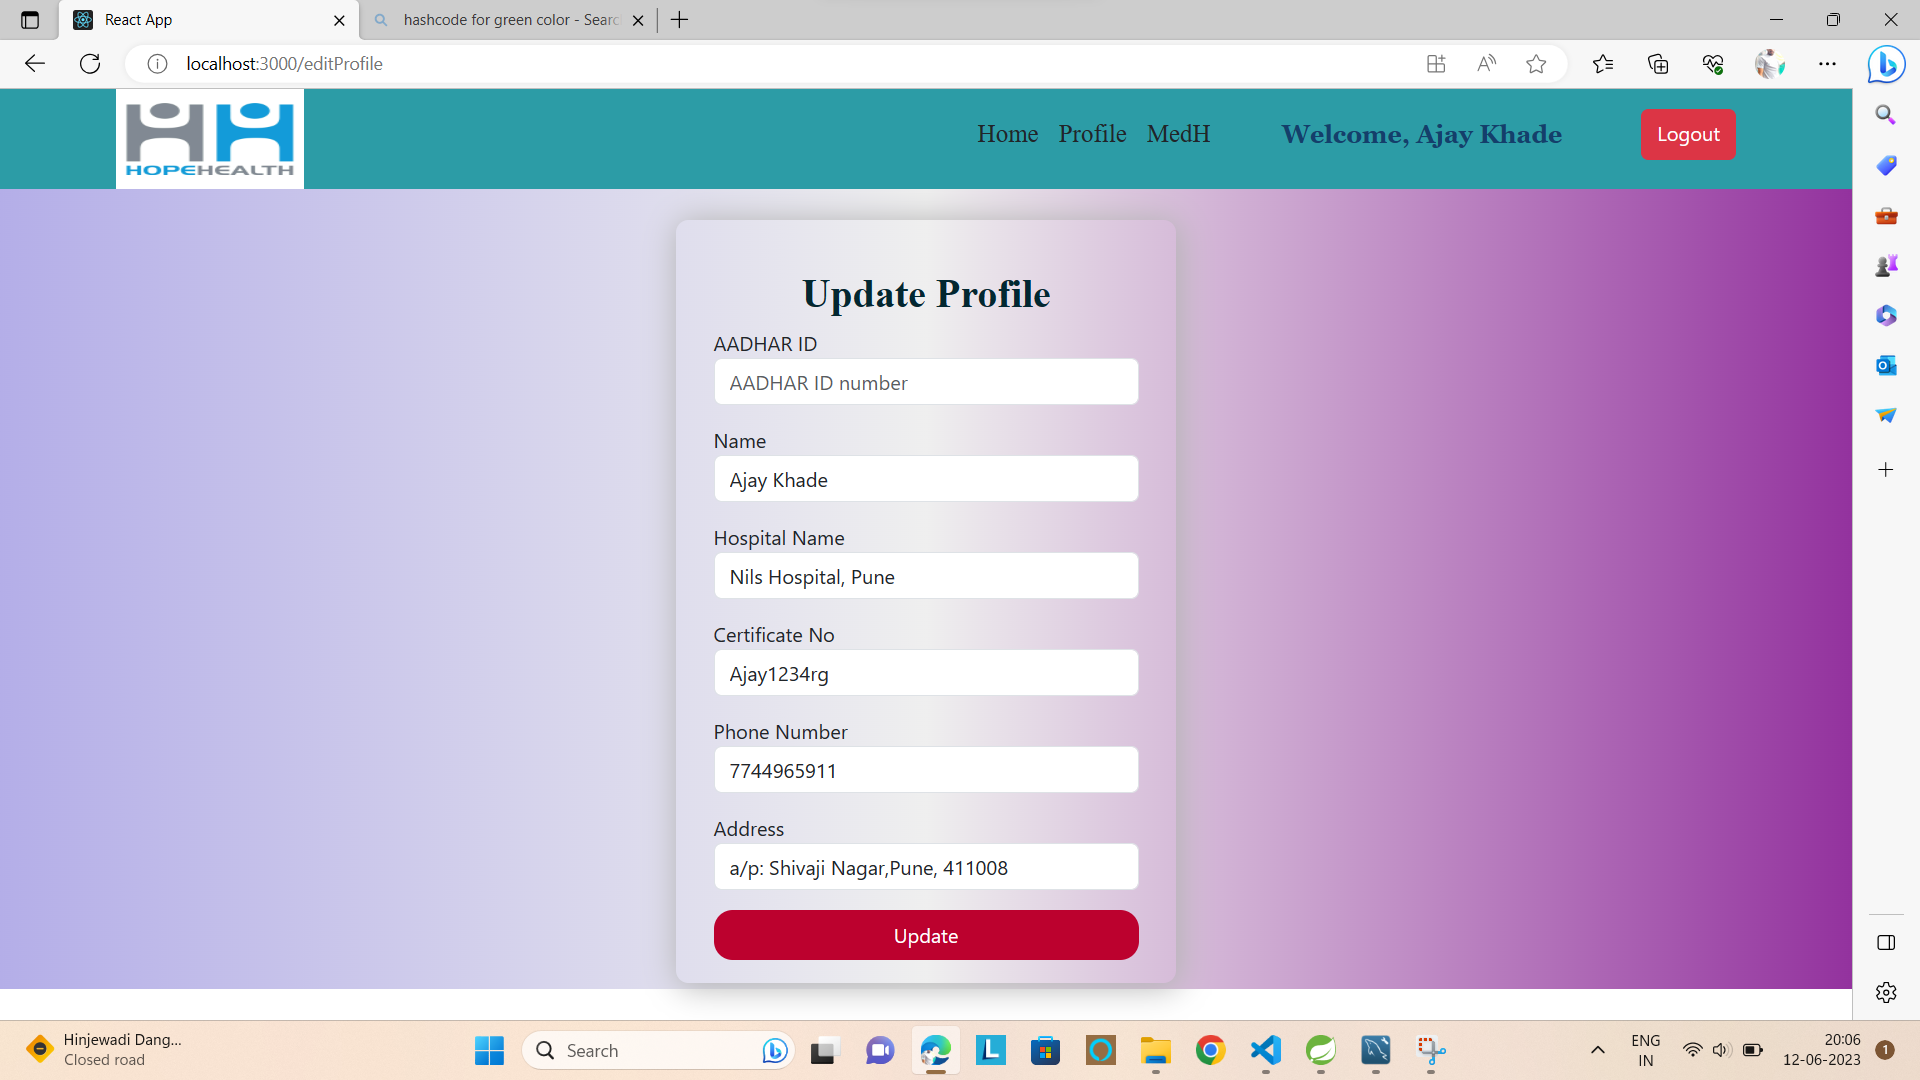 React App
hashcode for green color - Searc
localhost:3000/editProfile
HOPEHEALTH
Home Profile MedH Welcome, Ajay Khade Logout
Update Profile
AADHAR ID
AADHAR ID number
Name
Ajay Khade
Hospital Name
Nils Hospital, Pune
Certificate No
Ajay1234rg
Phone Number
7744965911
Address
a/p: Shivaji Nagar,Pune, 411008
Update
Hinjewadi Dang...
Closed road
Search
ENG
IN
20:06
12-06-2023
1